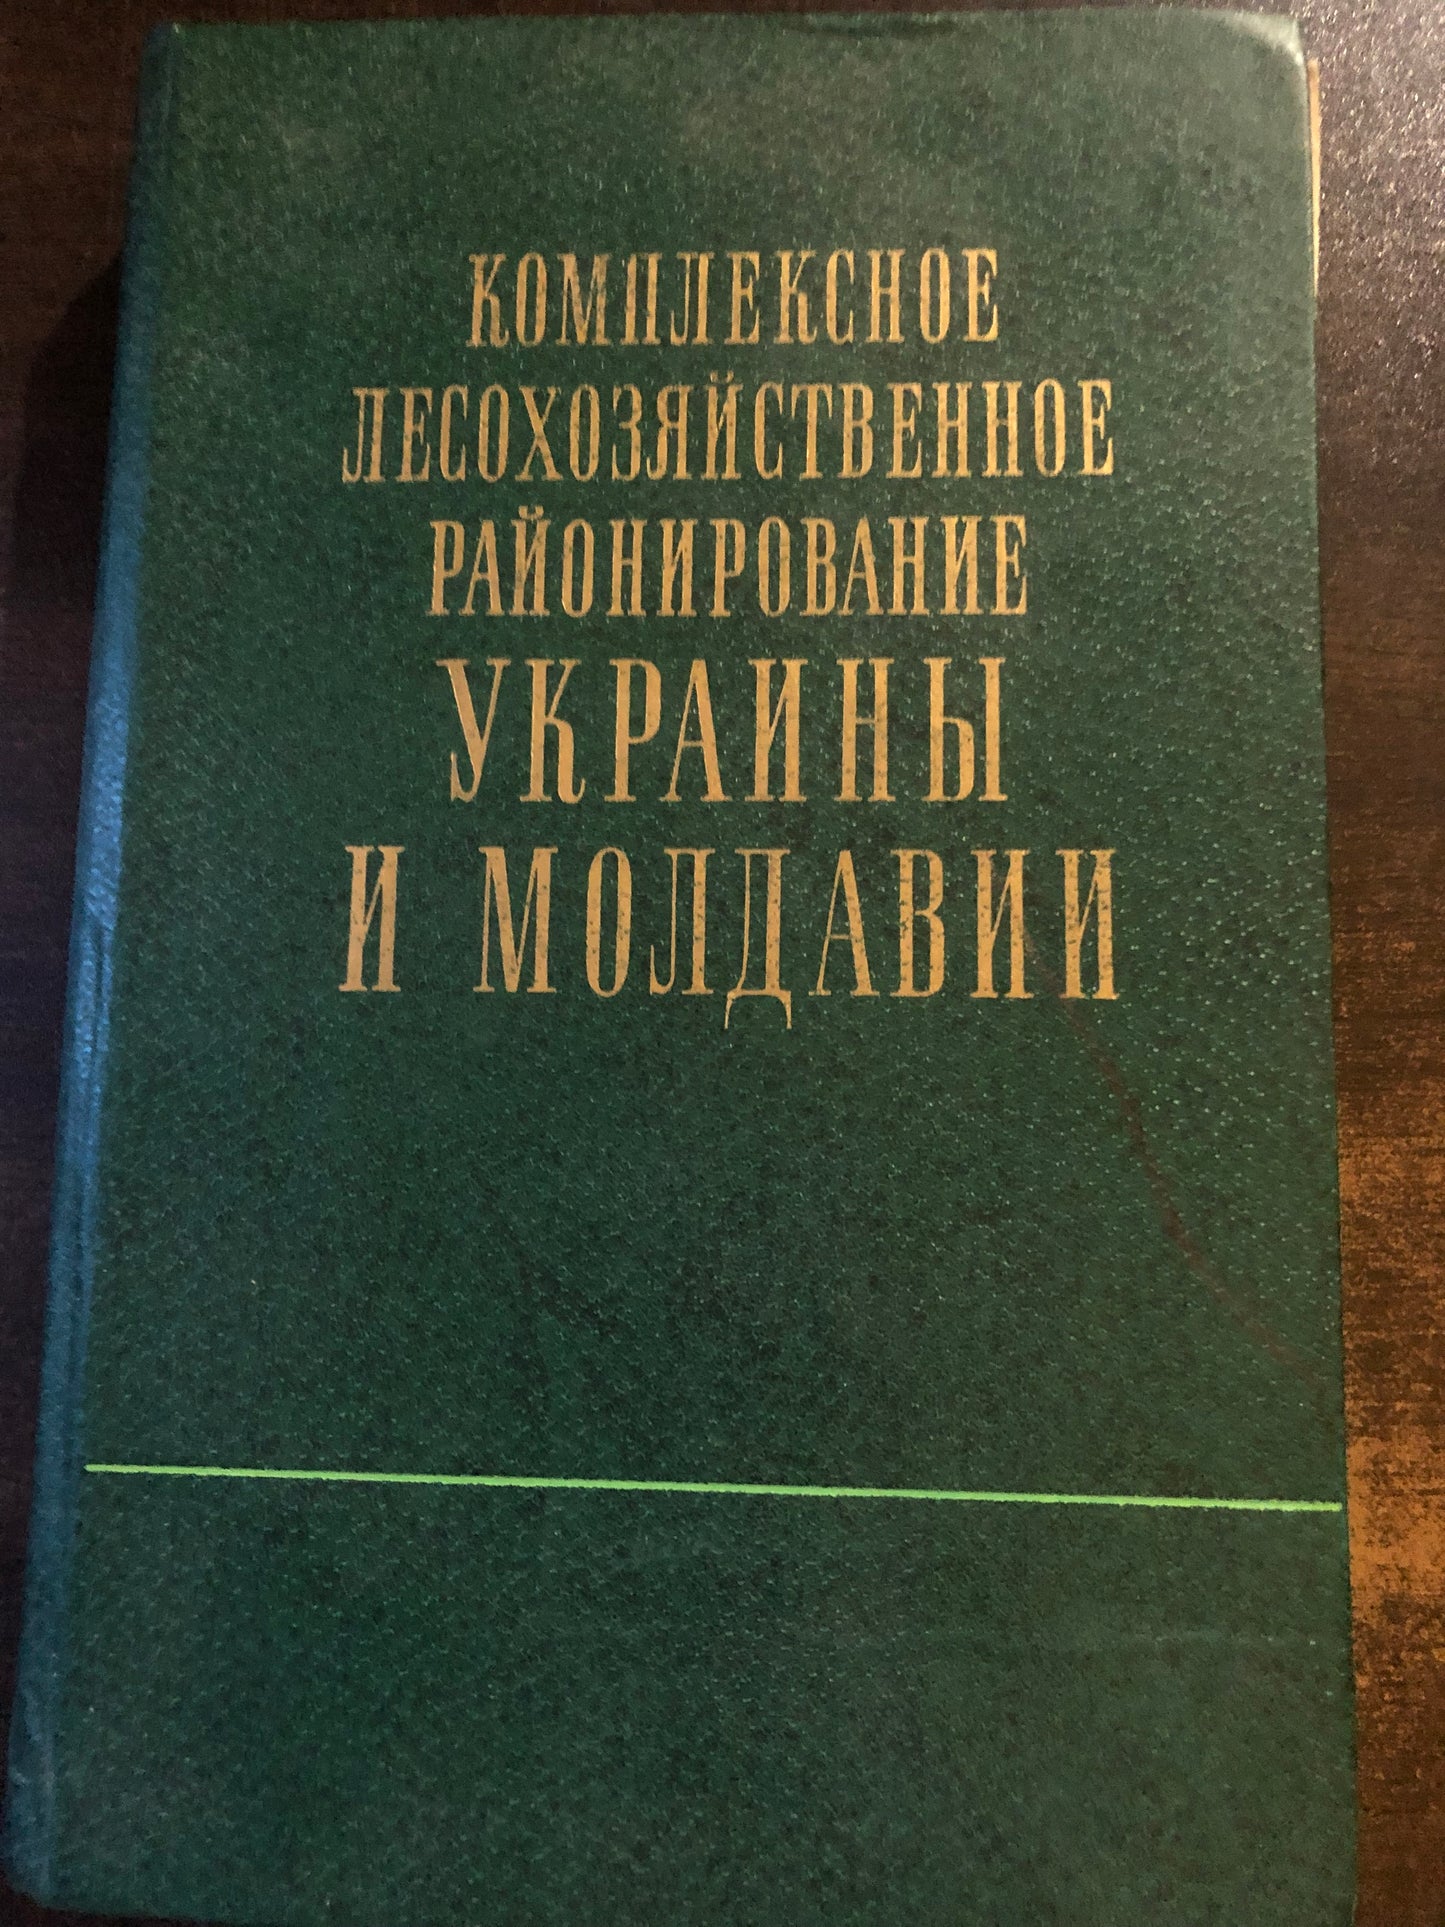 КОМПЛЕКСНОЕ
ЛЕСОХОЗЯЙСТВЕННОЕ
РАЙОНИРОВАНИЕ
УКРАИНЫ
И МОЛДАВИИ